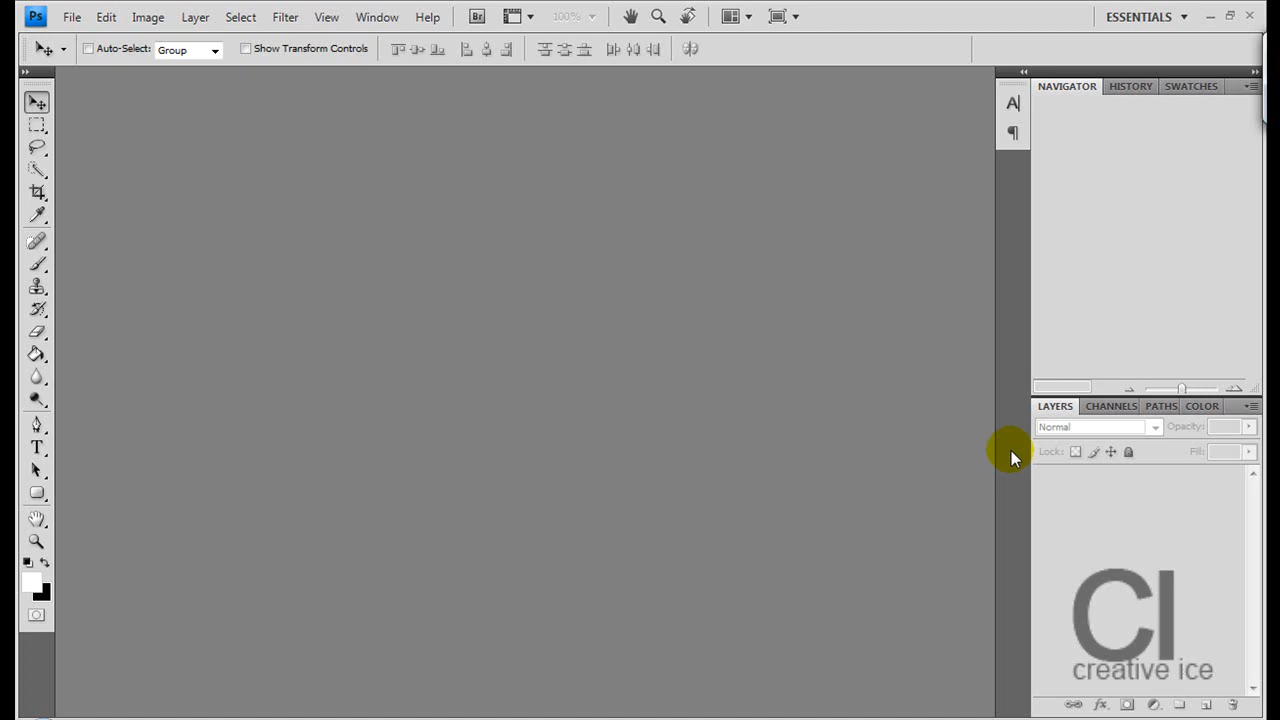 Ps File Edit Image Layer Select Filter View Window Help Br 100% ESSENTIALS
Auto-Select: Group Show Transform Controls
NAVIGATOR HISTORY SWATCHES
A
¶
LAYERS CHANNELS PATHS COLOR
Normal Opacity:
Lock: Fill:
T
CI
creative ice
fx